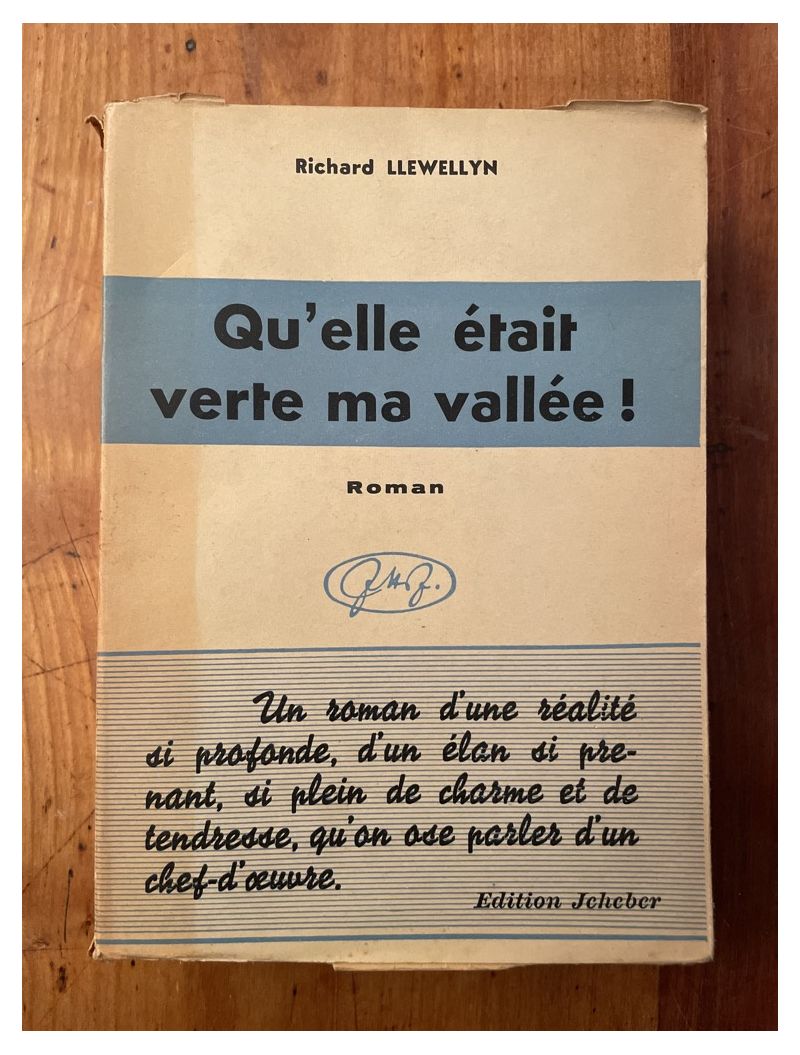 Richard LLEWELLYN
Qu'elle était
verte ma vallée !
Roman
Un roman d'une réalité
si profonde, d'un élan si pre-
nant, si plein de charme et de
tendresse, qu'on ose parler d'un
chef-d'œuvre.
Edition Jeheber